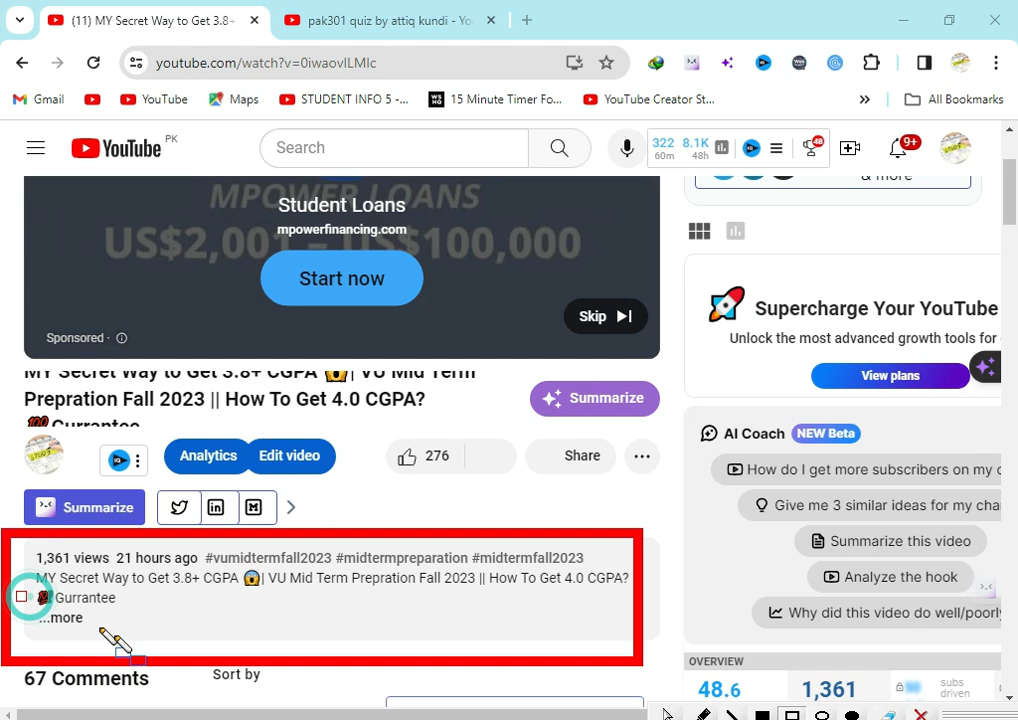 (11) MY Secret Way to Get 3.8+
pak301 quiz by attiq kundi - Yo
youtube.com/watch?v=0iwaovlLMlc
Gmail
YouTube
Maps
STUDENT INFO 5 -...
15 Minute Timer Fo...
YouTube Creator St...
All Bookmarks
YouTube PK
Search
322 60m
8.1K 48h
48
9+
& more
MPOWER LOANS
Student Loans
mpowerfinancing.com
US$2,001 – US$100,000
Start now
Skip
Sponsored ·
Supercharge Your YouTube
Unlock the most advanced growth tools for
View plans
MY Secret Way to Get 3.8+ CGPA 😱| VU Mid Term
Prepration Fall 2023 || How To Get 4.0 CGPA?
💯Gurrantee
Summarize
AI Coach NEW Beta
Analytics
Edit video
276
Share
How do I get more subscribers on my c
Give me 3 similar ideas for my cha
Summarize this video
Analyze the hook
Why did this video do well/poorly
Summarize
1,361 views 21 hours ago #vumidtermfall2023 #midtermpreparation #midtermfall2023
MY Secret Way to Get 3.8+ CGPA 😱| VU Mid Term Prepration Fall 2023 || How To Get 4.0 CGPA?
💯Gurrantee
...more
67 Comments
Sort by
OVERVIEW
48.6
1,361
subs
driven